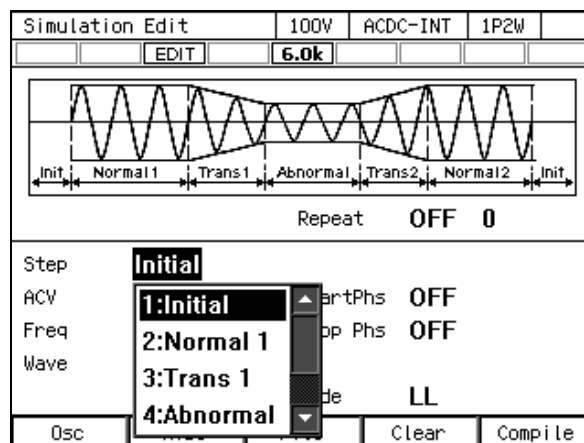 Simulation Edit 100V ACDC-INT 1P2W
EDIT 6.0k
Init Normal1 Trans1 Abnormal Trans2 Normal2 Init
Repeat OFF 0
Step Initial
ACV 1:Initial artPhs OFF
Freq 2:Normal 1 op Phs OFF
Wave 3:Trans 1
4:Abnormal de LL
Osc Clear Compile